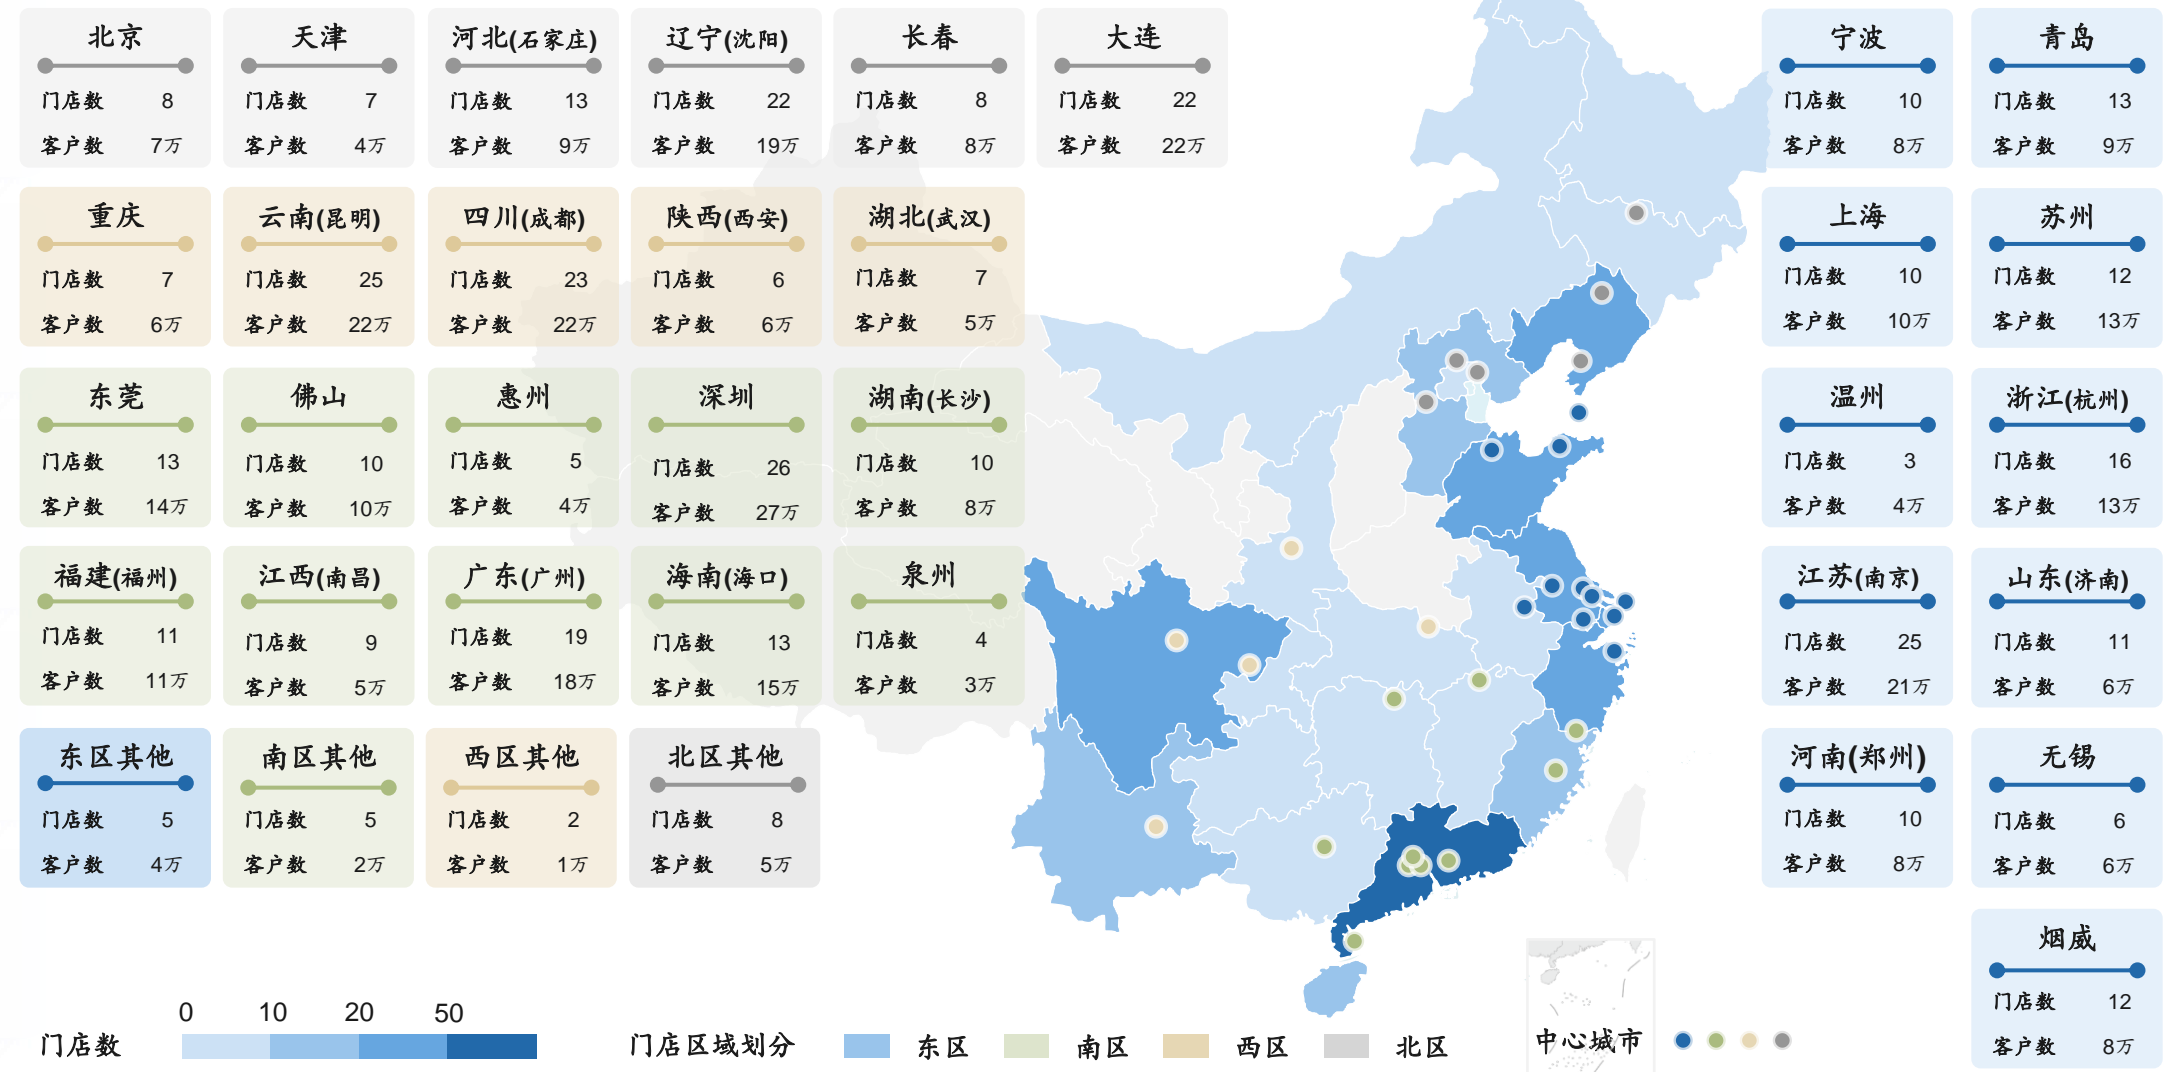 北京
门店数 8
客户数 7万
天津
门店数 7
客户数 4万
河北(石家庄)
门店数 13
客户数 9万
辽宁(沈阳)
门店数 22
客户数 19万
长春
门店数 8
客户数 8万
大连
门店数 22
客户数 22万
宁波
门店数 10
客户数 8万
青岛
门店数 13
客户数 9万
重庆
门店数 7
客户数 6万
云南(昆明)
门店数 25
客户数 22万
四川(成都)
门店数 23
客户数 22万
陕西(西安)
门店数 6
客户数 6万
湖北(武汉)
门店数 7
客户数 5万
上海
门店数 10
客户数 10万
苏州
门店数 12
客户数 13万
东莞
门店数 13
客户数 14万
佛山
门店数 10
客户数 10万
惠州
门店数 5
客户数 4万
深圳
门店数 26
客户数 27万
湖南(长沙)
门店数 10
客户数 8万
温州
门店数 3
客户数 4万
浙江(杭州)
门店数 16
客户数 13万
福建(福州)
门店数 11
客户数 11万
江西(南昌)
门店数 9
客户数 5万
广东(广州)
门店数 19
客户数 18万
海南(海口)
门店数 13
客户数 15万
泉州
门店数 4
客户数 3万
江苏(南京)
门店数 25
客户数 21万
山东(济南)
门店数 11
客户数 6万
东区其他
门店数 5
客户数 4万
南区其他
门店数 5
客户数 2万
西区其他
门店数 2
客户数 1万
北区其他
门店数 8
客户数 5万
河南(郑州)
门店数 10
客户数 8万
无锡
门店数 6
客户数 6万
烟威
门店数 12
客户数 8万
0 10 20 50
门店数
门店区域划分 东区 南区 西区 北区
中心城市